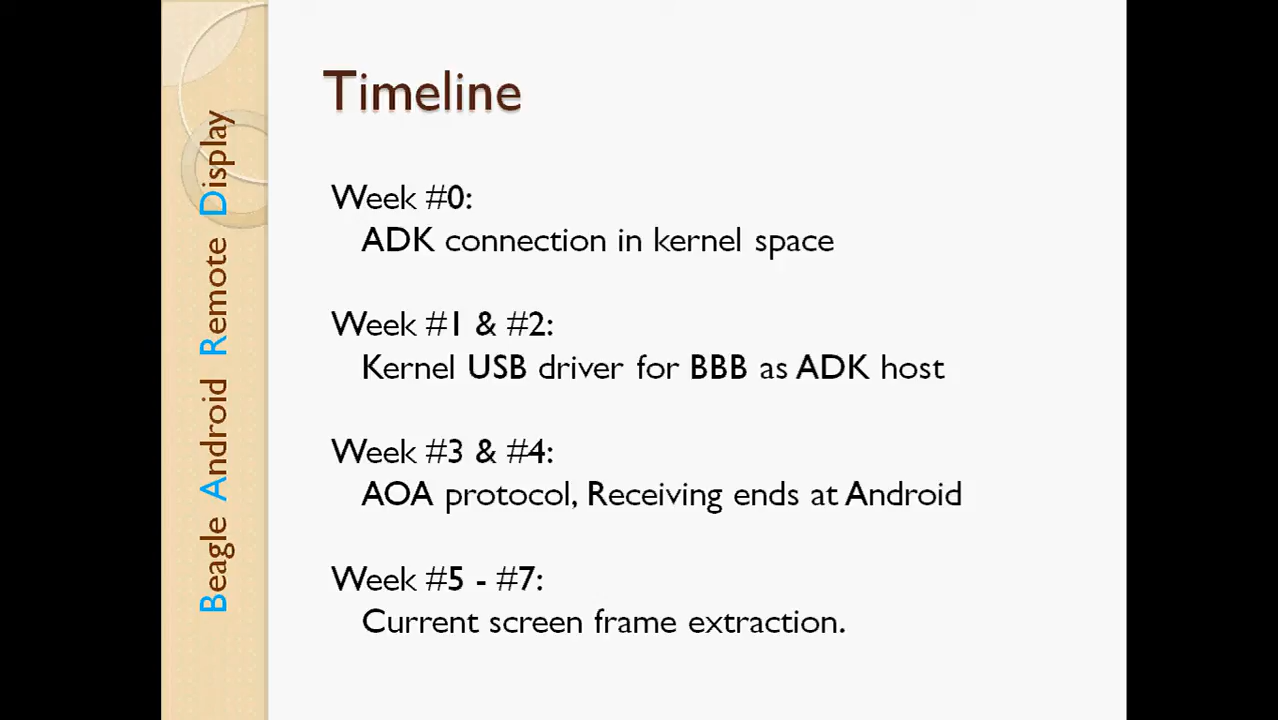 Beagle Android Remote Display
Timeline
Week #0:
ADK connection in kernel space
Week #1 & #2:
Kernel USB driver for BBB as ADK host
Week #3 & #4:
AOA protocol, Receiving ends at Android
Week #5 - #7:
Current screen frame extraction.